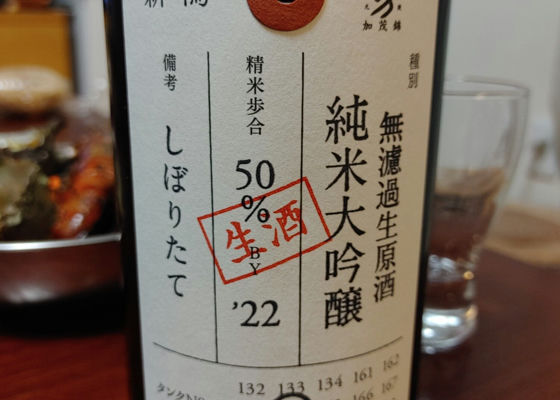 加茂錦
種別
無濾過生原酒
純米大吟醸
精米歩合
50
%
BY
'22
生酒
備考
しぼりたて
132 133 134 161 162